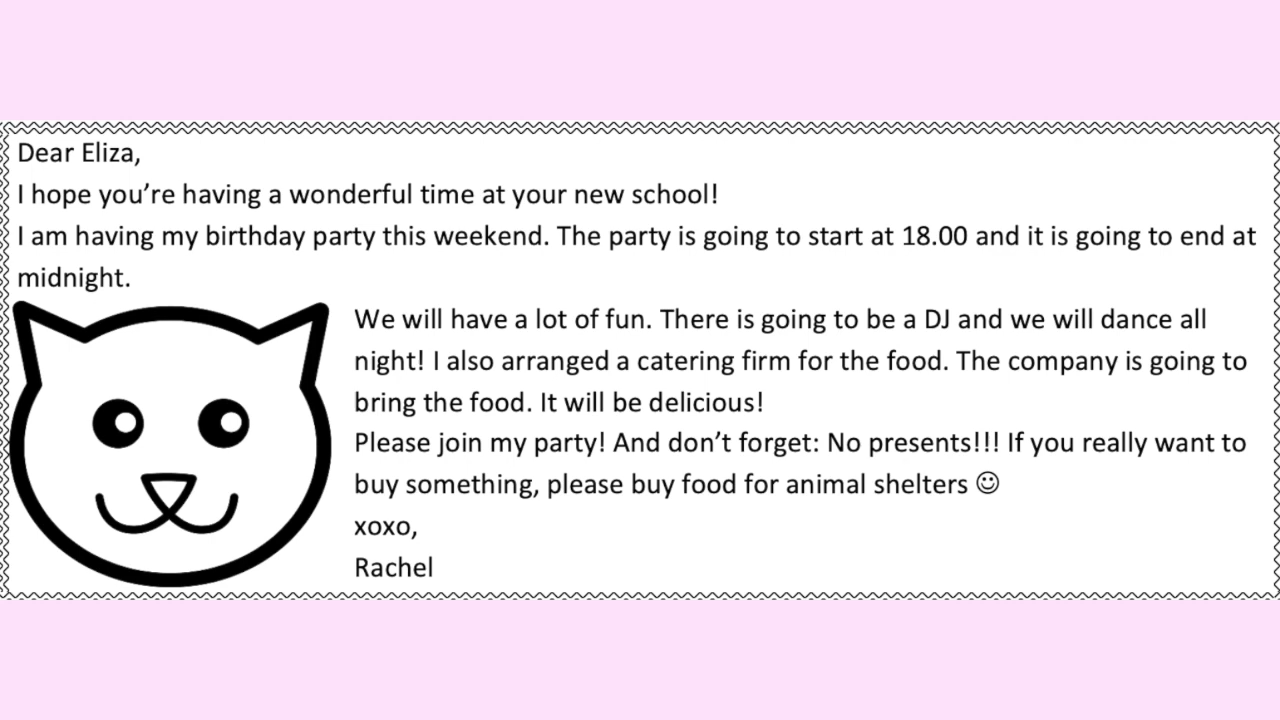 Dear Eliza,
I hope you’re having a wonderful time at your new school!
I am having my birthday party this weekend. The party is going to start at 18.00 and it is going to end at
midnight.
We will have a lot of fun. There is going to be a DJ and we will dance all
night! I also arranged a catering firm for the food. The company is going to
bring the food. It will be delicious!
Please join my party! And don’t forget: No presents!!! If you really want to
buy something, please buy food for animal shelters ☺
xoxo,
Rachel